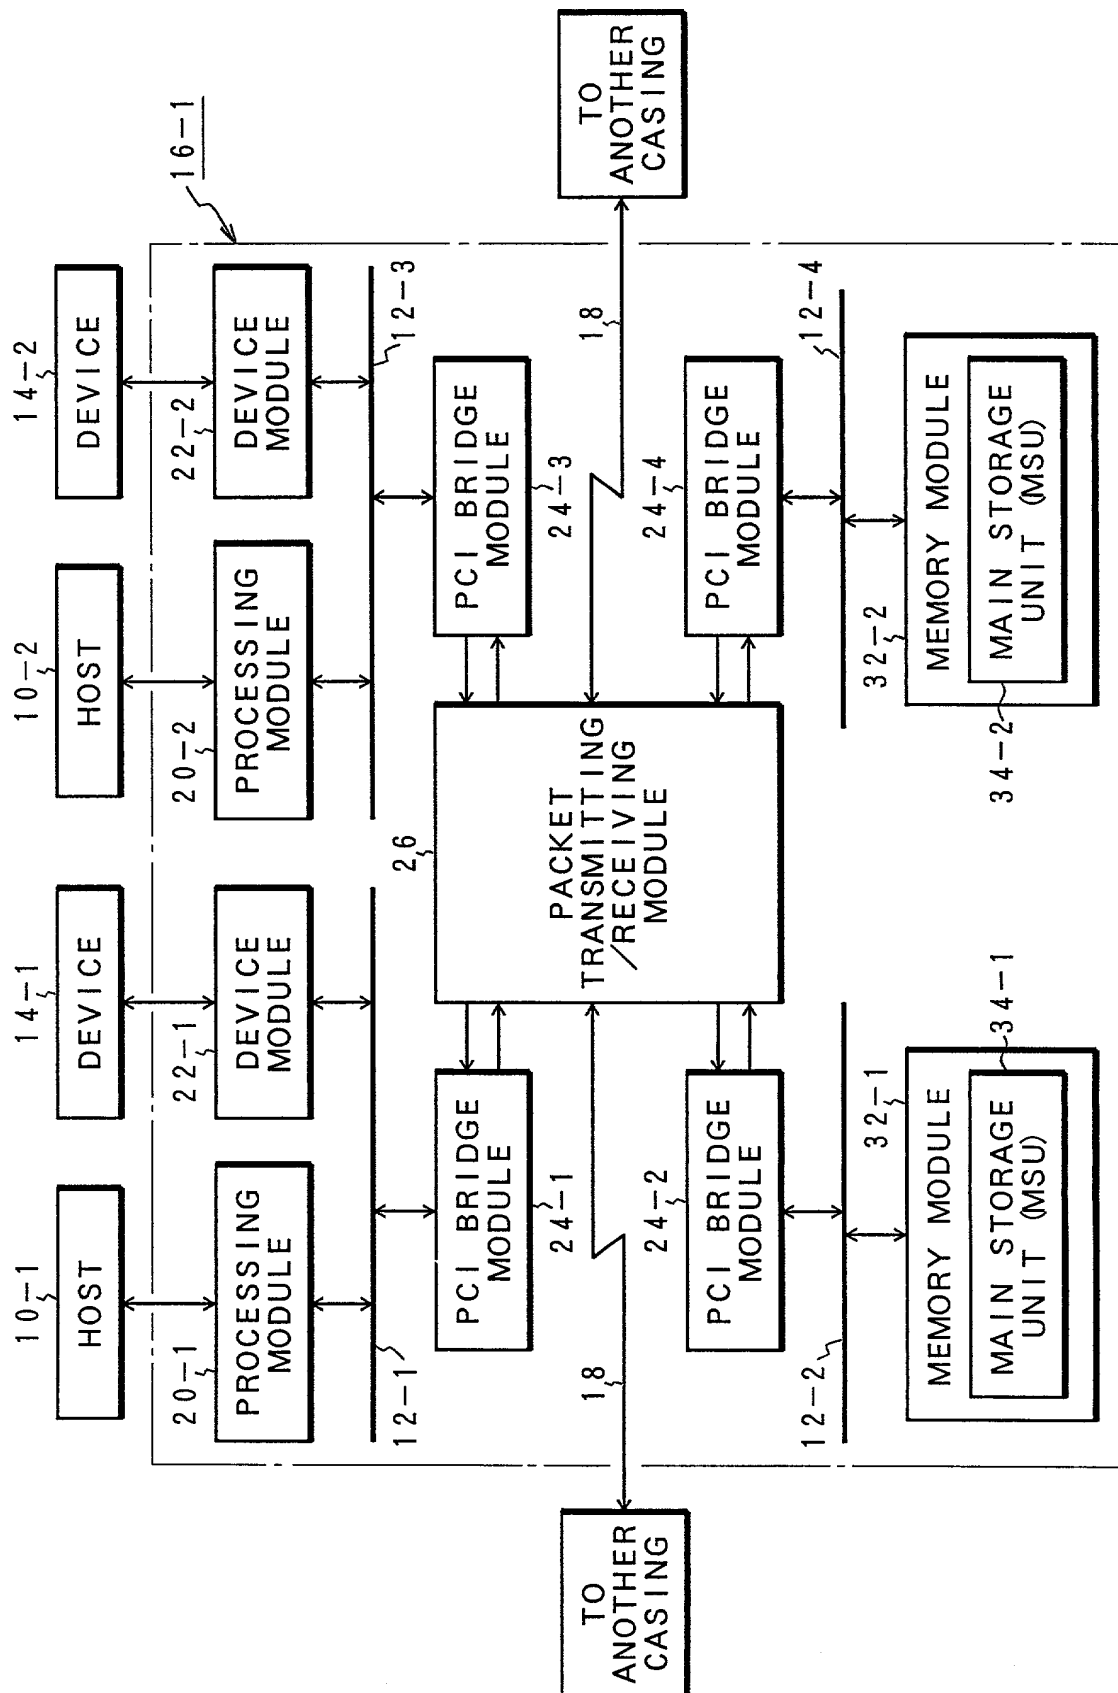 10-1
HOST
14-1
DEVICE
10-2
HOST
14-2
DEVICE
16-1
20-1
PROCESSING
MODULE
22-1
DEVICE
MODULE
20-2
PROCESSING
MODULE
22-2
DEVICE
MODULE
12-1
12-3
PCI BRIDGE
MODULE
24-1
26
PACKET
TRANSMITTING
/RECEIVING
MODULE
PCI BRIDGE
MODULE
24-3
TO
ANOTHER
CASING
18
18
TO
ANOTHER
CASING
24-2
PCI BRIDGE
MODULE
24-4
PCI BRIDGE
MODULE
12-2
12-4
32-1
MEMORY MODULE
34-1
MAIN STORAGE
UNIT (MSU)
32-2
MEMORY MODULE
34-2
MAIN STORAGE
UNIT (MSU)